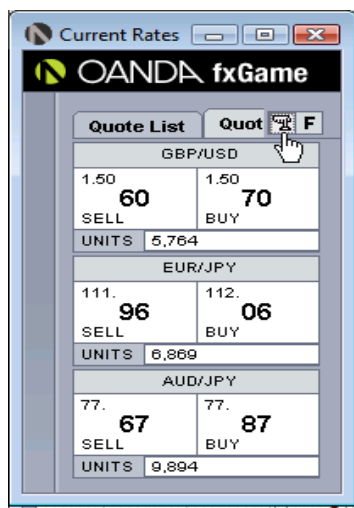 Current Rates
OANDA fxGame
Quote List Quot F
GBP/USD
1.50 1.50
60 70
SELL BUY
UNITS 5,764
EUR/JPY
111. 112.
96 06
SELL BUY
UNITS 6,869
AUD/JPY
77. 77.
67 87
SELL BUY
UNITS 9,894